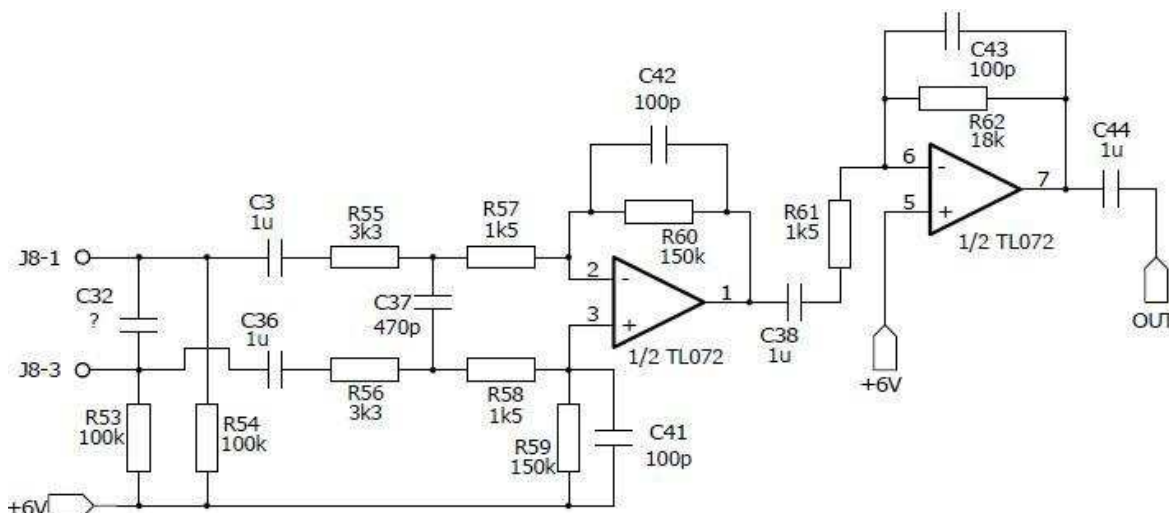 C43
100p
C42
100p
R62
18k
C44
1u
6
-
7
5
+
1/2 TL072
R61
1k5
C3
1u
R55
3k3
R57
1k5
R60
150k
J8-1
2
-
1
3
+
1/2 TL072
C32
?
C36
1u
C37
470p
C38
1u
OUT
+6V
J8-3
R56
3k3
R58
1k5
R53
100k
R54
100k
R59
150k
C41
100p
+6V